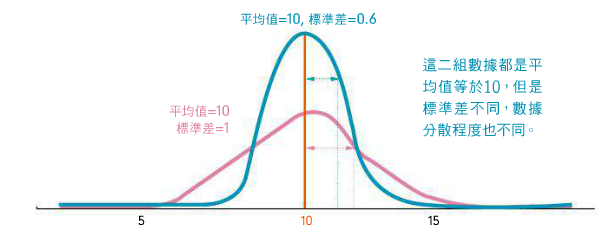 平均值=10, 標準差=0.6
這二組數據都是平
均值等於10，但是
標準差不同，數據
分散程度也不同。
平均值=10
標準差=1
5
10
15